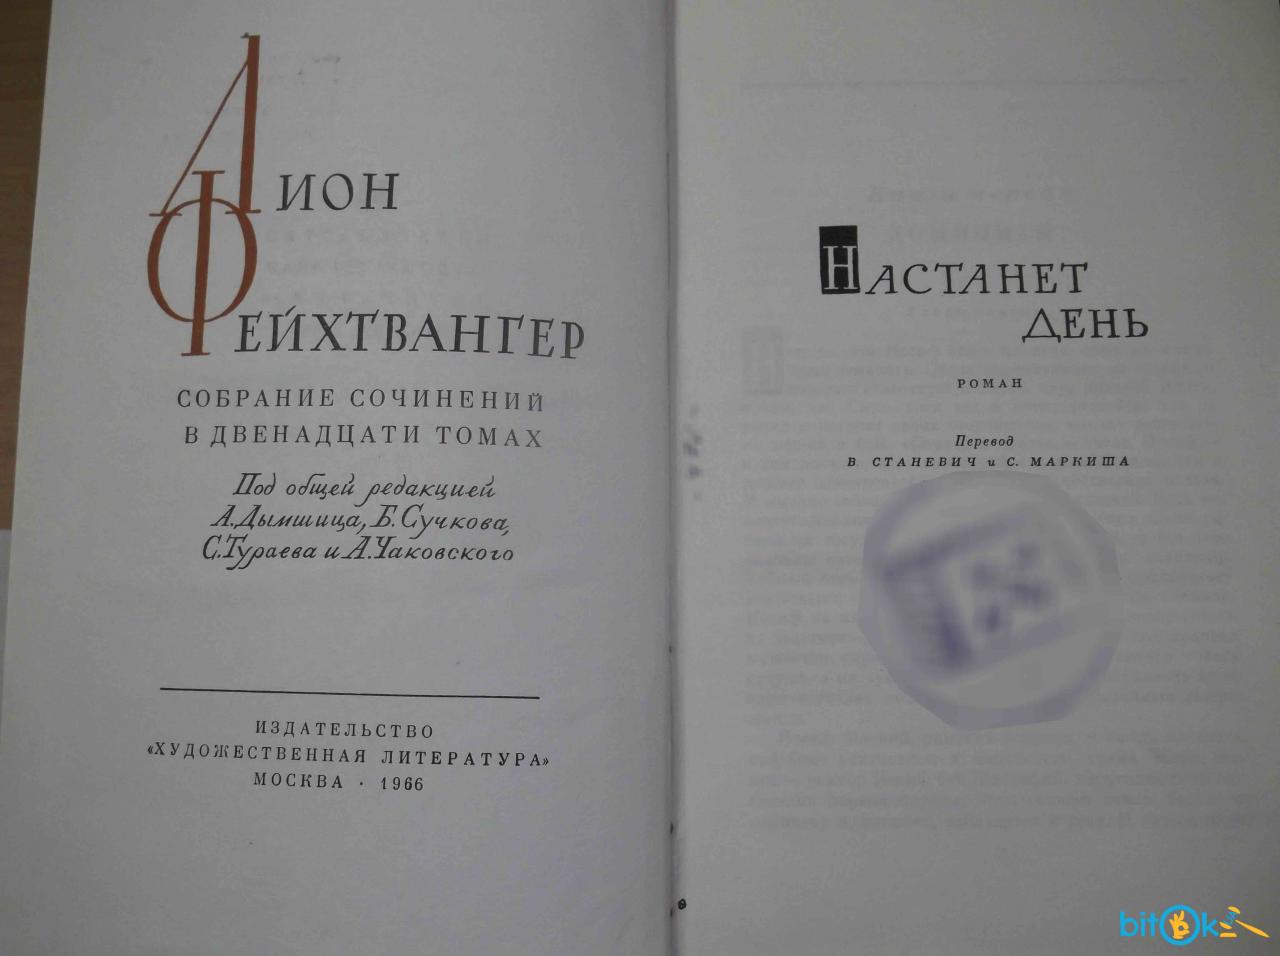 ЛИОН
ФЕЙХТВАНГЕР
СОБРАНИЕ СОЧИНЕНИЙ
В ДВЕНАДЦАТИ ТОМАХ
Под общей редакцией
А. Дымшица, Б. Сучкова,
С. Тураева и А. Чаковского
ИЗДАТЕЛЬСТВО
«ХУДОЖЕСТВЕННАЯ ЛИТЕРАТУРА»
МОСКВА · 1966
НАСТАНЕТ
ДЕНЬ
РОМАН
Перевод
В. СТАНЕВИЧ и С. МАРКИША
bitok